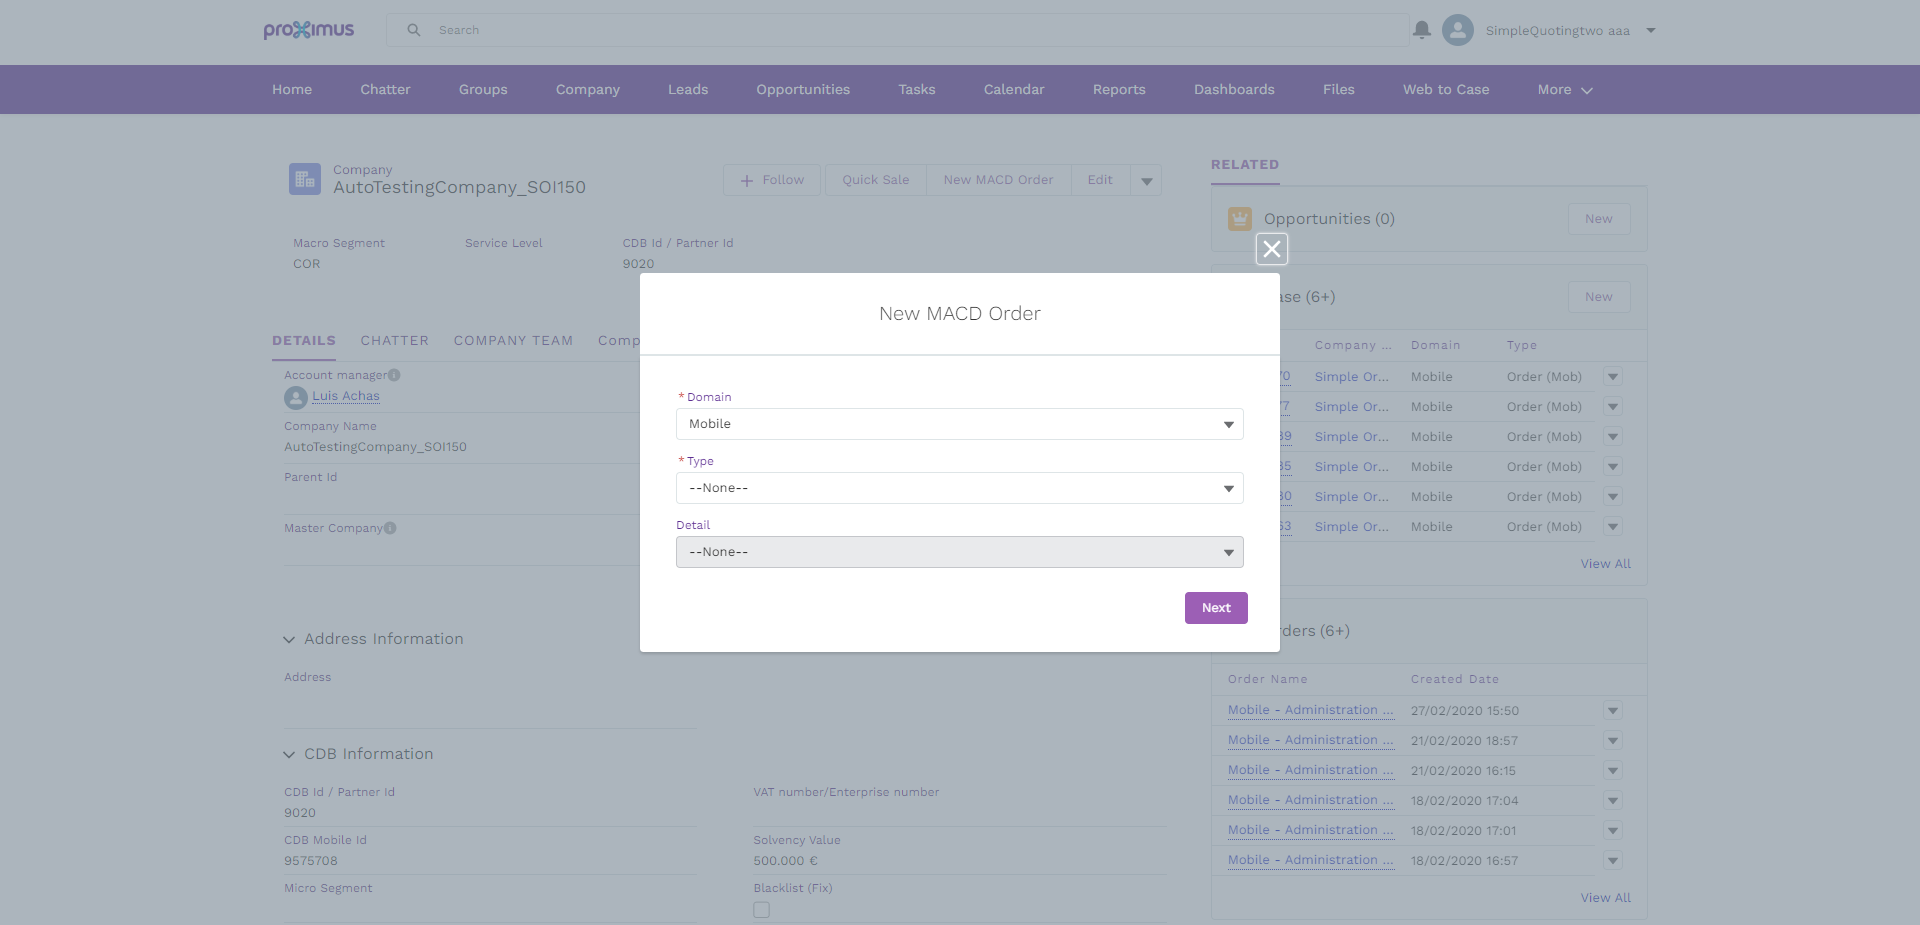 proximus
Search
SimpleQuotingtwo aaa
Home Chatter Groups Company Leads Opportunities Tasks Calendar Reports Dashboards Files Web to Case More
Company
AutoTestingCompany_SOI150
Follow Quick Sale New MACD Order Edit
Macro Segment Service Level CDB Id / Partner Id
COR 9020
DETAILS CHATTER COMPANY TEAM Comp
Account manager
Luis Achas
Company Name
AutoTestingCompany_SOI150
Parent Id
Master Company
Address Information
Address
CDB Information
CDB Id / Partner Id VAT number/Enterprise number
9020
CDB Mobile Id Solvency Value
9575708 500.000 €
Micro Segment Blacklist (Fix)
New MACD Order
*Domain
Mobile
*Type
--None--
Detail
--None--
Next
RELATED
Opportunities (0) New
ase (6+) New
Company ... Domain Type
70 Simple Or... Mobile Order (Mob)
77 Simple Or... Mobile Order (Mob)
39 Simple Or... Mobile Order (Mob)
35 Simple Or... Mobile Order (Mob)
30 Simple Or... Mobile Order (Mob)
63 Simple Or... Mobile Order (Mob)
View All
rders (6+)
Order Name Created Date
Mobile - Administration ... 27/02/2020 15:50
Mobile - Administration ... 21/02/2020 18:57
Mobile - Administration ... 21/02/2020 16:15
Mobile - Administration ... 18/02/2020 17:04
Mobile - Administration ... 18/02/2020 17:01
Mobile - Administration ... 18/02/2020 16:57
View All